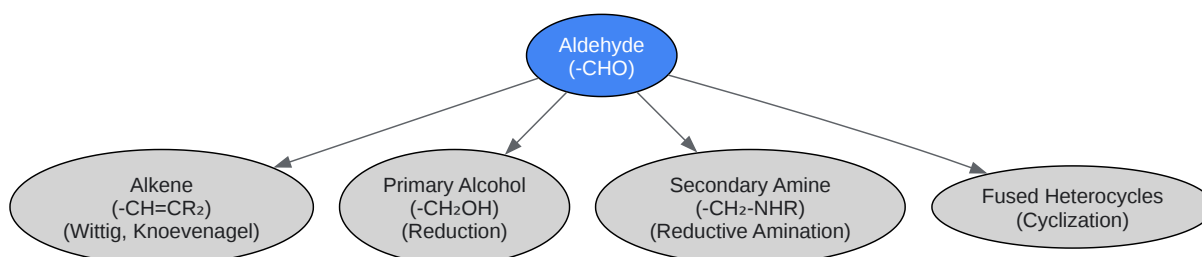 Aldehyde
(-CHO)
Alkene
(-CH=CR₂)
(Wittig, Knoevenagel)
Primary Alcohol
(-CH₂OH)
(Reduction)
Secondary Amine
(-CH₂-NHR)
(Reductive Amination)
Fused Heterocycles
(Cyclization)